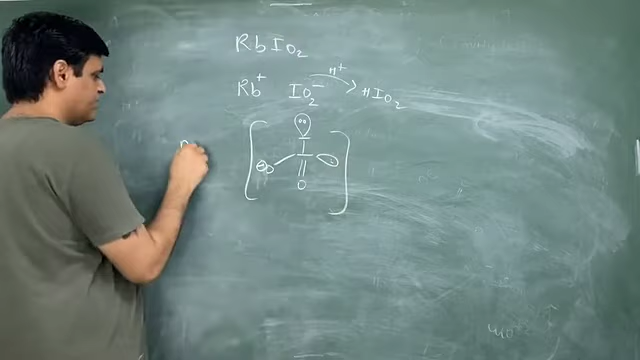 RbIO₂
Rb⁺ IO₂⁻ H⁺ HIO₂
I
⊖O
O